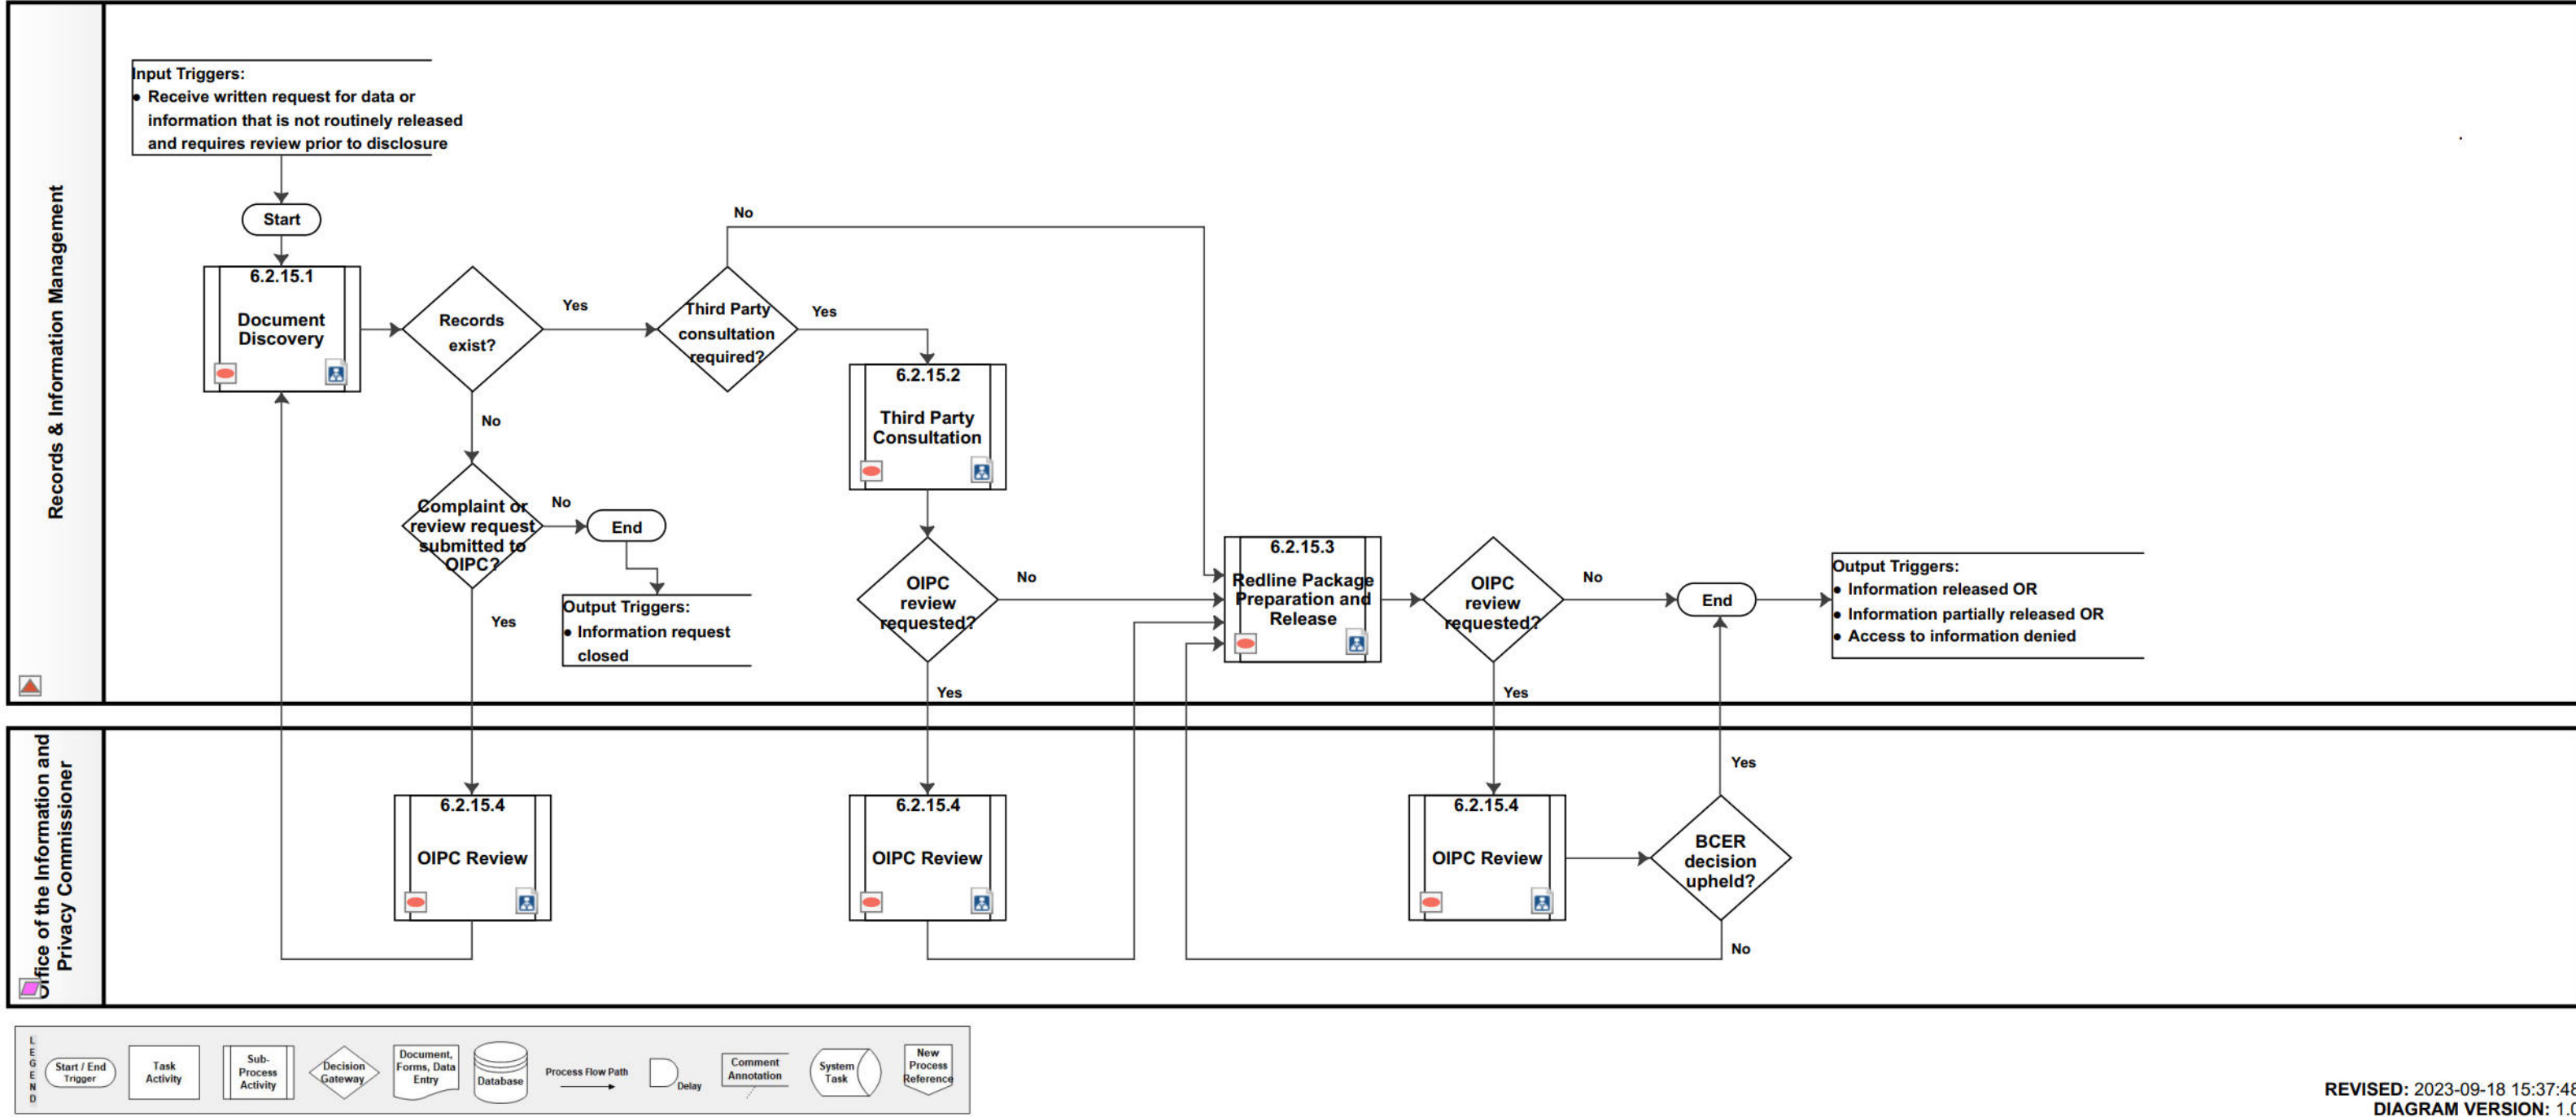 Records & Information Management
Input Triggers:
● Receive written request for data or
information that is not routinely released
and requires review prior to disclosure
Start
6.2.15.1
Document
Discovery
Records
exist?
Yes
No
Third Party
consultation
required?
No
Yes
6.2.15.2
Third Party
Consultation
Complaint or
review request
submitted to
OIPC?
No
End
Yes
Output Triggers:
● Information request
closed
OIPC
review
requested?
No
Yes
6.2.15.3
Redline Package
Preparation and
Release
OIPC
review
requested?
No
Yes
End
Output Triggers:
● Information released OR
● Information partially released OR
● Access to information denied
Office of the Information and
Privacy Commissioner
6.2.15.4
OIPC Review
6.2.15.4
OIPC Review
6.2.15.4
OIPC Review
BCER
decision
upheld?
Yes
No
LEGEND
Start / End
Trigger
Task
Activity
Sub-
Process
Activity
Decision
Gateway
Document,
Forms, Data
Entry
Database
Process Flow Path
Delay
Comment
Annotation
System
Task
New
Process
Reference
REVISED: 2023-09-18 15:37:48
DIAGRAM VERSION: 1.0